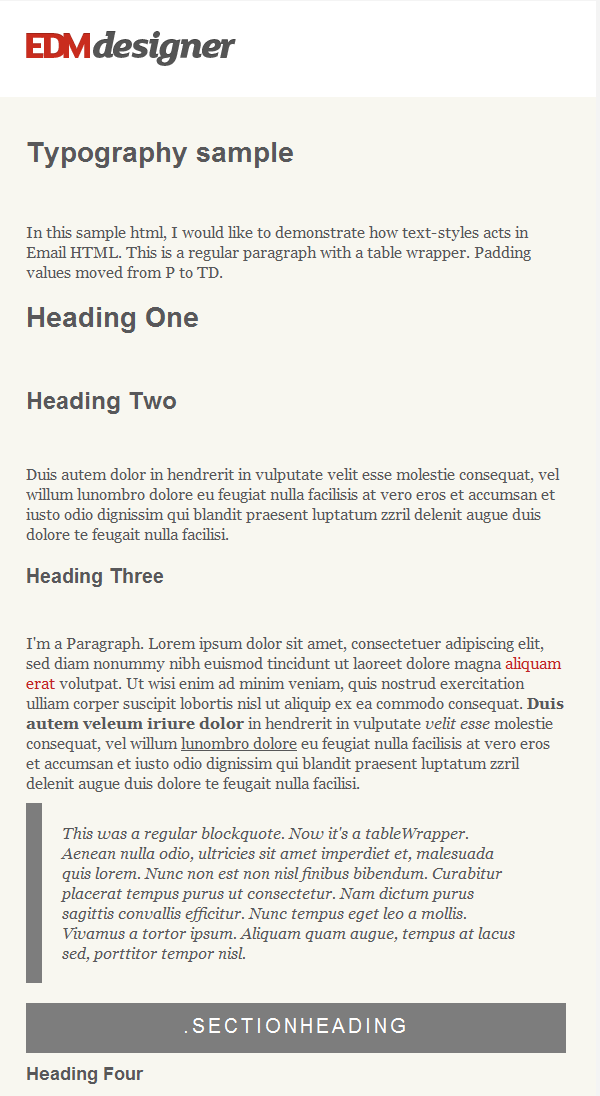 EDMdesigner
Typography sample
In this sample html, I would like to demonstrate how text-styles acts in
Email HTML. This is a regular paragraph with a table wrapper. Padding
values moved from P to TD.
Heading One
Heading Two
Duis autem dolor in hendrerit in vulputate velit esse molestie consequat, vel
willum lunombro dolore eu feugiat nulla facilisis at vero eros et accumsan et
iusto odio dignissim qui blandit praesent luptatum zzril delenit augue duis
dolore te feugait nulla facilisi.
Heading Three
I'm a Paragraph. Lorem ipsum dolor sit amet, consectetuer adipiscing elit,
sed diam nonummy nibh euismod tincidunt ut laoreet dolore magna aliquam
erat volutpat. Ut wisi enim ad minim veniam, quis nostrud exercitation
ulliam corper suscipit lobortis nisl ut aliquip ex ea commodo consequat. Duis
autem veleum iriure dolor in hendrerit in vulputate velit esse molestie
consequat, vel willum lunombro dolore eu feugiat nulla facilisis at vero eros
et accumsan et iusto odio dignissim qui blandit praesent luptatum zzril
delenit augue duis dolore te feugait nulla facilisi.
This was a regular blockquote. Now it's a tableWrapper.
Aenean nulla odio, ultricies sit amet imperdiet et, malesuada
quis lorem. Nunc non est non nisl finibus bibendum. Curabitur
placerat tempus purus ut consectetur. Nam dictum purus
sagittis convallis efficitur. Nunc tempus eget leo a mollis.
Vivamus a tortor ipsum. Aliquam quam augue, tempus at lacus
sed, porttitor tempor nisl.
.SECTIONHEADING
Heading Four